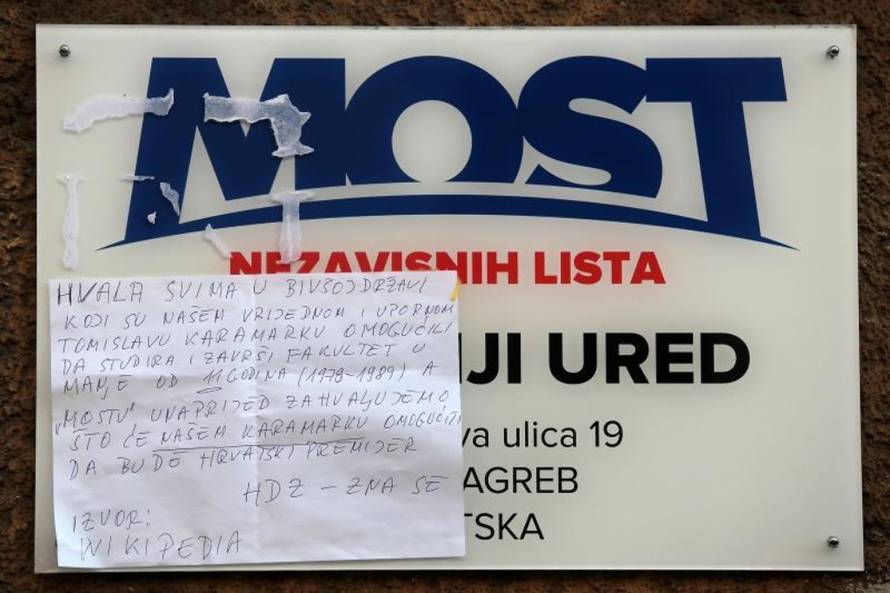 MOST
NEZAVISNIH LISTA
JI URED
va ulica 19
AGREB
TSKA
HVALA SVIMA U BIVŠOJ DRŽAVI
KOJI SU NAŠEM VRIJEDNOM I UPORNOM
TOMISLAVU KARAMARKU OMOGUĆILI
DA STUDIRA I ZAVRŠI FAKULTET U
MANJE OD 11 GODINA (1978-1989) A
"MOSTU" UNAPRIJED ZAHVALJUJEMO
ŠTO ĆE NAŠEM KARAMARKU OMOGUĆITI
DA BUDE HRVATSKI PREMIJER
HDZ - ZNA SE
IZVOR:
WIKIPEDIA